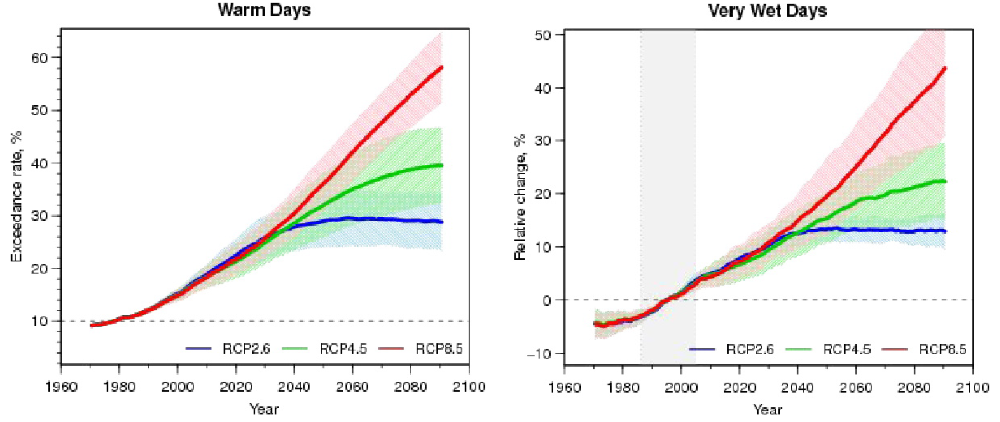 Warm Days
Exceedance rate, %
60
50
40
30
20
10
RCP2.6 RCP4.5 RCP8.5
1960 1980 2000 2020 2040 2060 2080 2100
Year
Very Wet Days
Relative change, %
50
40
30
20
10
0
−10
RCP2.6 RCP4.5 RCP8.5
1960 1980 2000 2020 2040 2060 2080 2100
Year